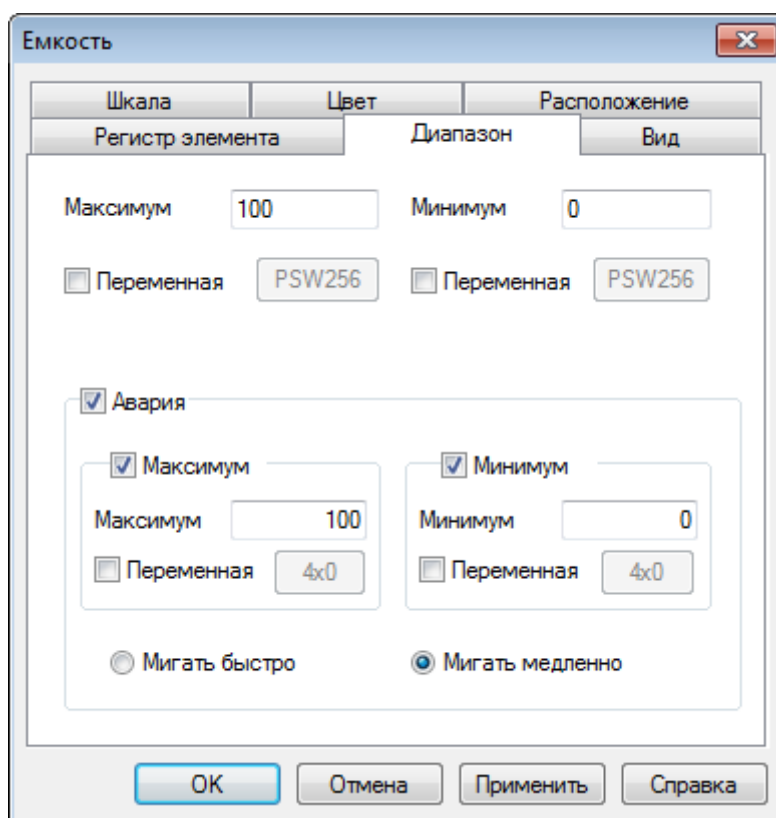 Емкость
Шкала Цвет Расположение
Регистр элемента Диапазон Вид
Максимум 100 Минимум 0
Переменная PSW256 Переменная PSW256
Авария
Максимум Минимум
Максимум 100 Минимум 0
Переменная 4x0 Переменная 4x0
Мигать быстро Мигать медленно
OK Отмена Применить Справка